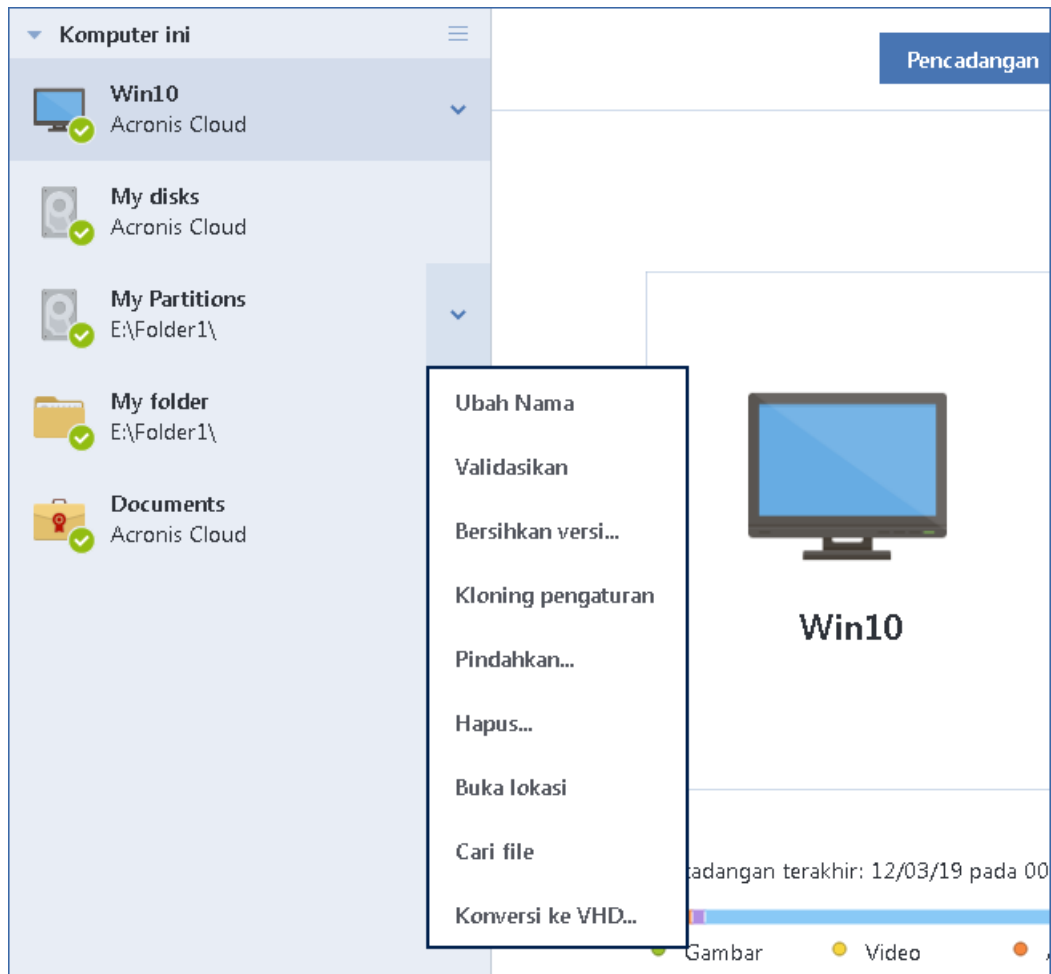 Komputer ini
Win10
Acronis Cloud
My disks
Acronis Cloud
My Partitions
E:\Folder1\
My folder
E:\Folder1\
Documents
Acronis Cloud
Ubah Nama
Validasikan
Bersihkan versi...
Kloning pengaturan
Pindahkan...
Hapus...
Buka lokasi
Cari file
Konversi ke VHD...
Pencadangan
Win10
terakhir: 12/03/19 pada 00
Gambar Video